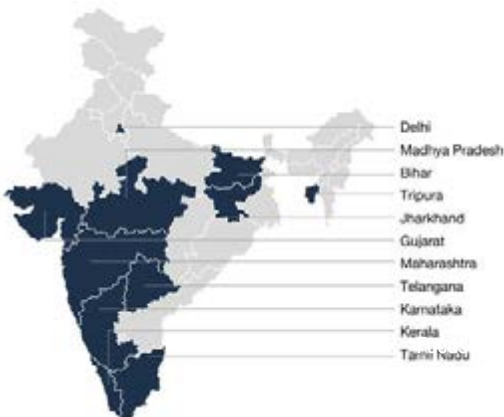 Delhi
Madhya Pradesh
Bihar
Tripura
Jharkhand
Gujarat
Maharashtra
Telangana
Karnataka
Kerala
Tamil Nadu